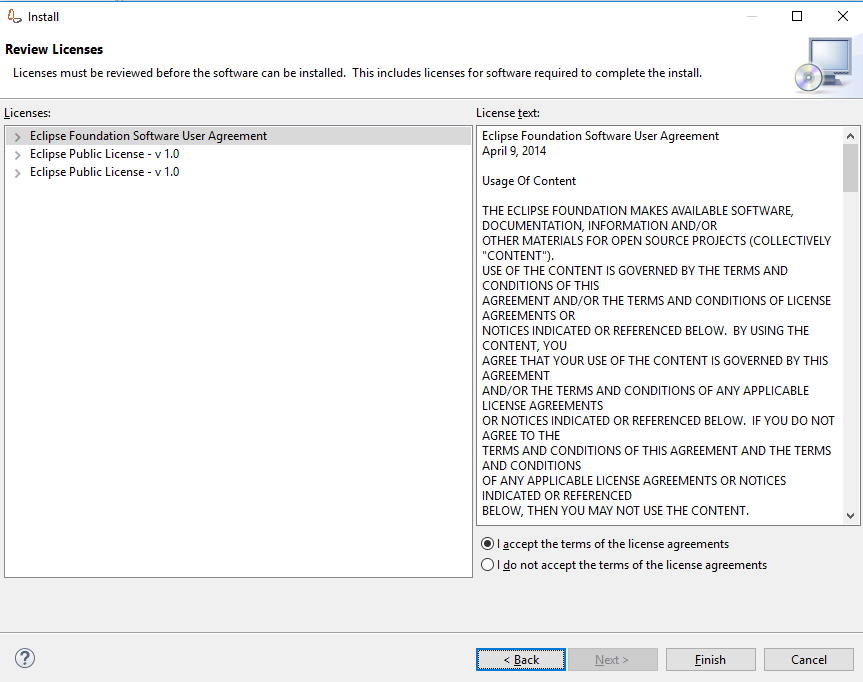 Install
Review Licenses
Licenses must be reviewed before the software can be installed.  This includes licenses for software required to complete the install.
Licenses:
Eclipse Foundation Software User Agreement
Eclipse Public License - v 1.0
Eclipse Public License - v 1.0
License text:
Eclipse Foundation Software User Agreement
April 9, 2014
Usage Of Content
THE ECLIPSE FOUNDATION MAKES AVAILABLE SOFTWARE,
DOCUMENTATION, INFORMATION AND/OR
OTHER MATERIALS FOR OPEN SOURCE PROJECTS (COLLECTIVELY
"CONTENT").
USE OF THE CONTENT IS GOVERNED BY THE TERMS AND
CONDITIONS OF THIS
AGREEMENT AND/OR THE TERMS AND CONDITIONS OF LICENSE
AGREEMENTS OR
NOTICES INDICATED OR REFERENCED BELOW.  BY USING THE
CONTENT, YOU
AGREE THAT YOUR USE OF THE CONTENT IS GOVERNED BY THIS
AGREEMENT
AND/OR THE TERMS AND CONDITIONS OF ANY APPLICABLE
LICENSE AGREEMENTS
OR NOTICES INDICATED OR REFERENCED BELOW.  IF YOU DO NOT
AGREE TO THE
TERMS AND CONDITIONS OF THIS AGREEMENT AND THE TERMS
AND CONDITIONS
OF ANY APPLICABLE LICENSE AGREEMENTS OR NOTICES
INDICATED OR REFERENCED
BELOW, THEN YOU MAY NOT USE THE CONTENT.
I accept the terms of the license agreements
I do not accept the terms of the license agreements
?
< Back
Next >
Finish
Cancel